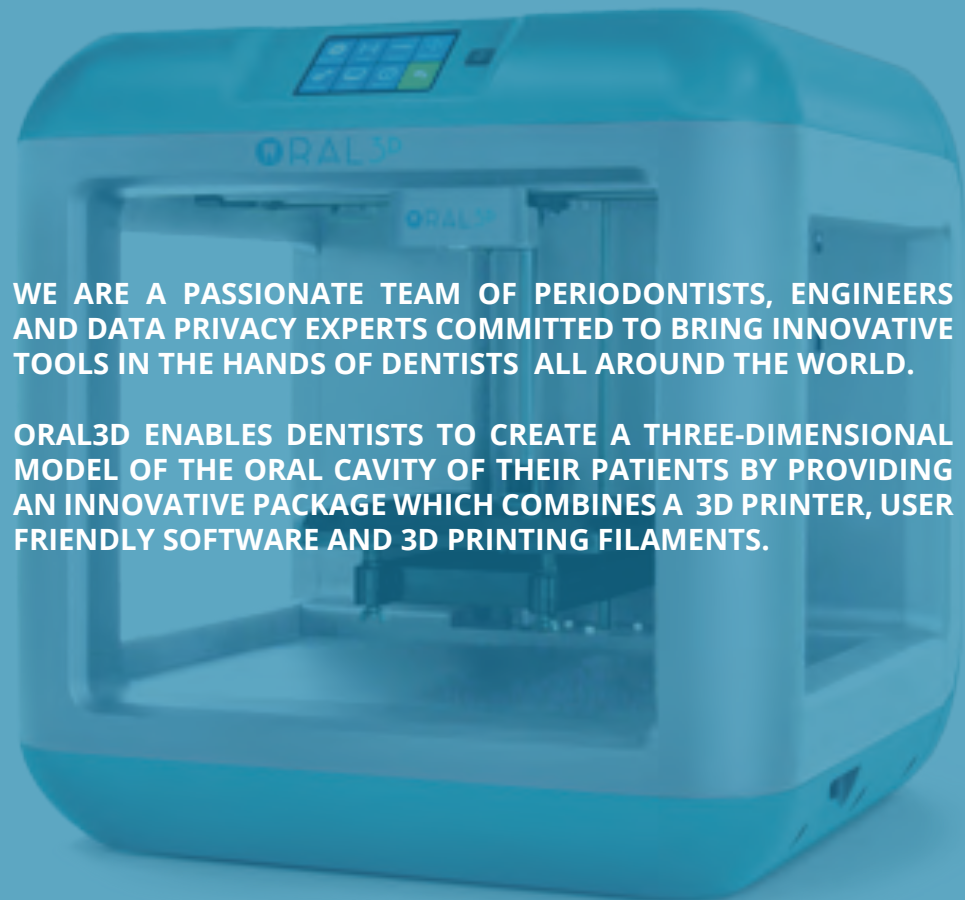 ORAL3D
ORAL3D
WE ARE A PASSIONATE TEAM OF PERIODONTISTS, ENGINEERS
AND DATA PRIVACY EXPERTS COMMITTED TO BRING INNOVATIVE
TOOLS IN THE HANDS OF DENTISTS ALL AROUND THE WORLD.
ORAL3D ENABLES DENTISTS TO CREATE A THREE-DIMENSIONAL
MODEL OF THE ORAL CAVITY OF THEIR PATIENTS BY PROVIDING
AN INNOVATIVE PACKAGE WHICH COMBINES A 3D PRINTER, USER
FRIENDLY SOFTWARE AND 3D PRINTING FILAMENTS.